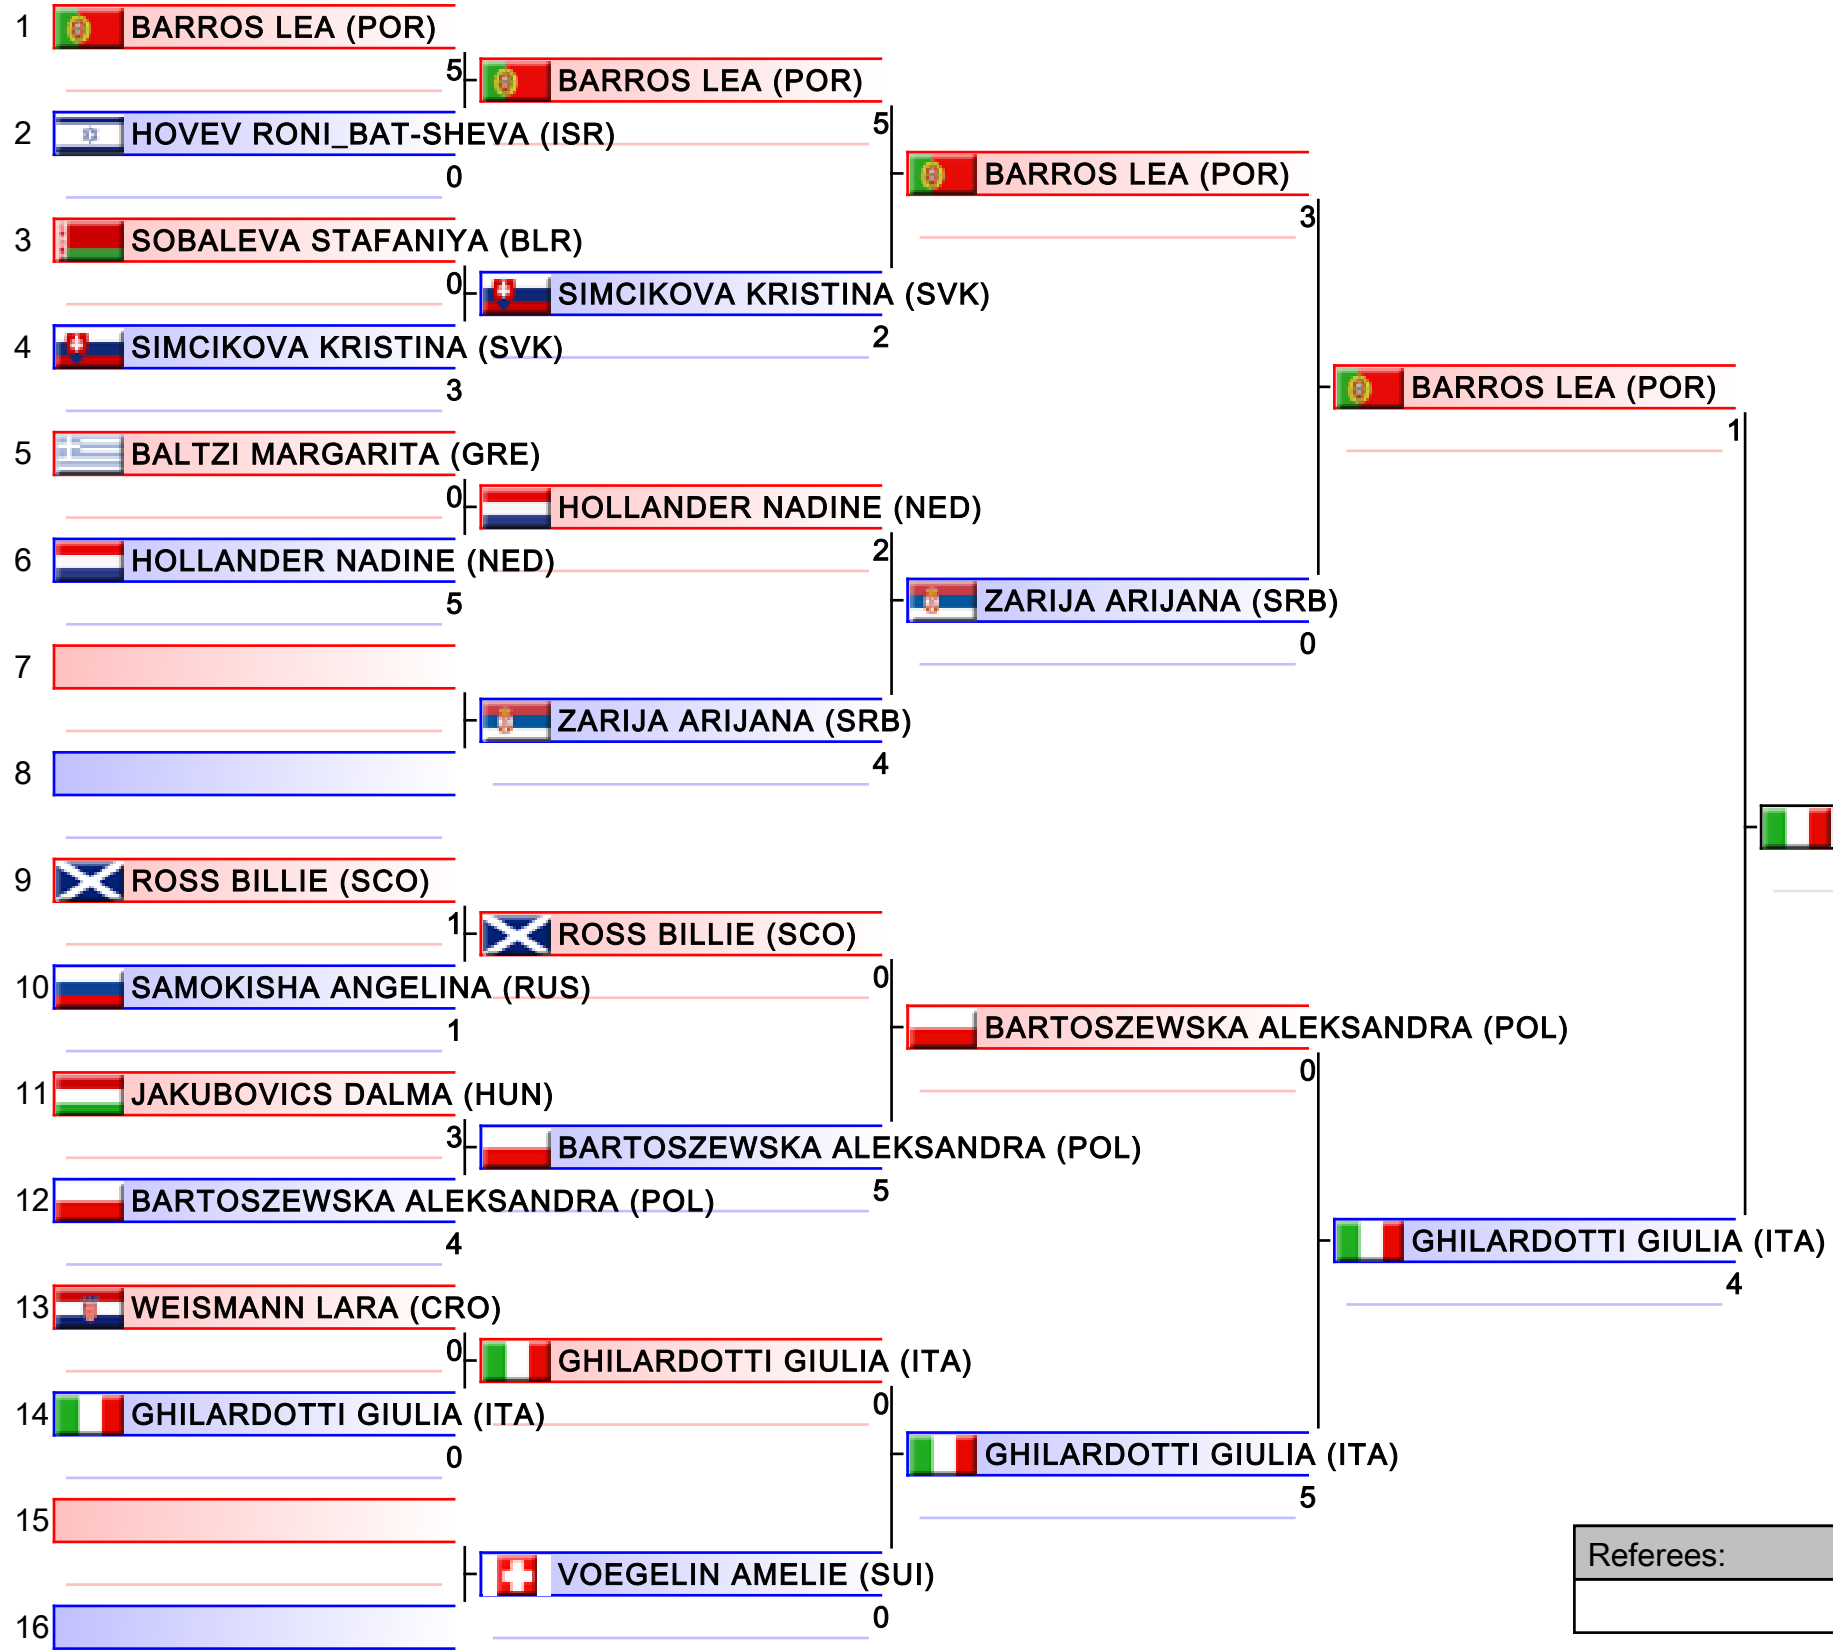 1 BARROS LEA (POR)
5 BARROS LEA (POR)
2 HOVEV RONI_BAT-SHEVA (ISR) 5
0 BARROS LEA (POR)
3 SOBALEVA STAFANIYA (BLR) 3
0 SIMCIKOVA KRISTINA (SVK)
4 SIMCIKOVA KRISTINA (SVK) 2
3 BARROS LEA (POR)
5 BALTZI MARGARITA (GRE) 1
0 HOLLANDER NADINE (NED)
6 HOLLANDER NADINE (NED) 2
5 ZARIJA ARIJANA (SRB)
7 0
ZARIJA ARIJANA (SRB)
8 4
9 ROSS BILLIE (SCO)
1 ROSS BILLIE (SCO)
10 SAMOKISHA ANGELINA (RUS) 0
1 BARTOSZEWSKA ALEKSANDRA (POL)
11 JAKUBOVICS DALMA (HUN) 0
3 BARTOSZEWSKA ALEKSANDRA (POL)
12 BARTOSZEWSKA ALEKSANDRA (POL) 5
4 GHILARDOTTI GIULIA (ITA)
13 WEISMANN LARA (CRO) 4
0 GHILARDOTTI GIULIA (ITA)
14 GHILARDOTTI GIULIA (ITA) 0
0 GHILARDOTTI GIULIA (ITA)
15 5
VOEGELIN AMELIE (SUI)
16 0
Referees: